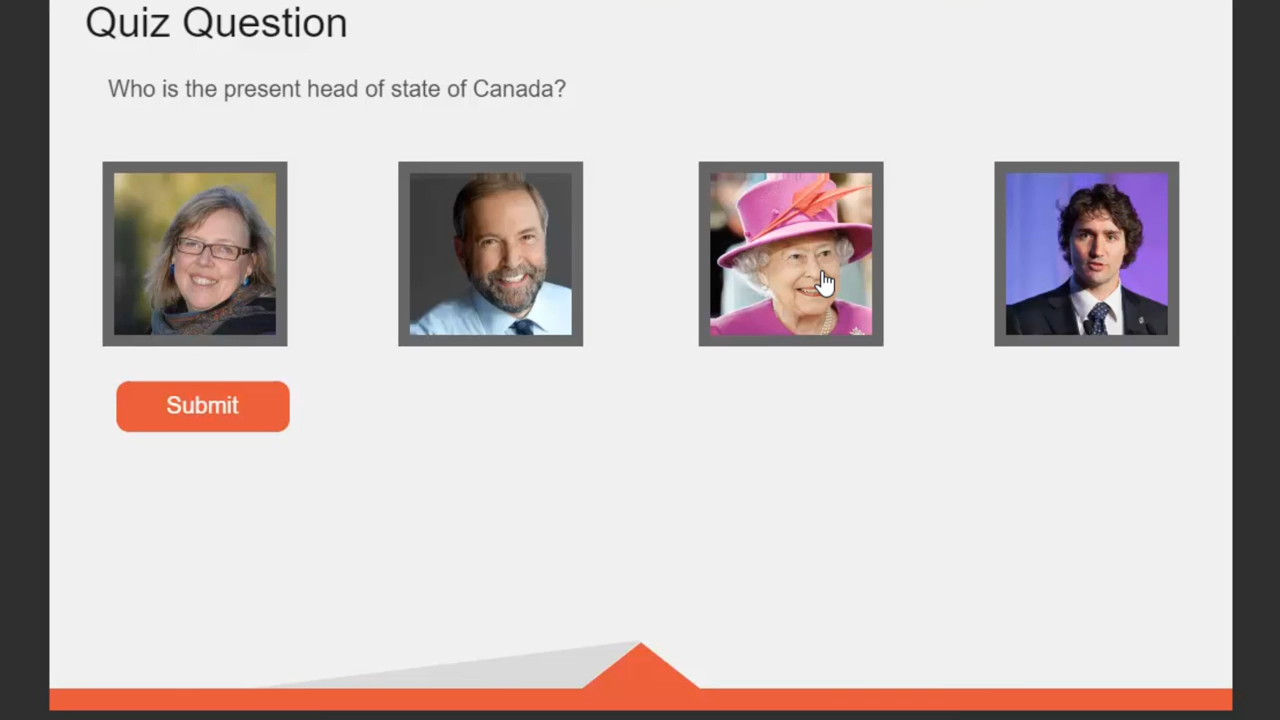 Quiz Question
Who is the present head of state of Canada?
Submit